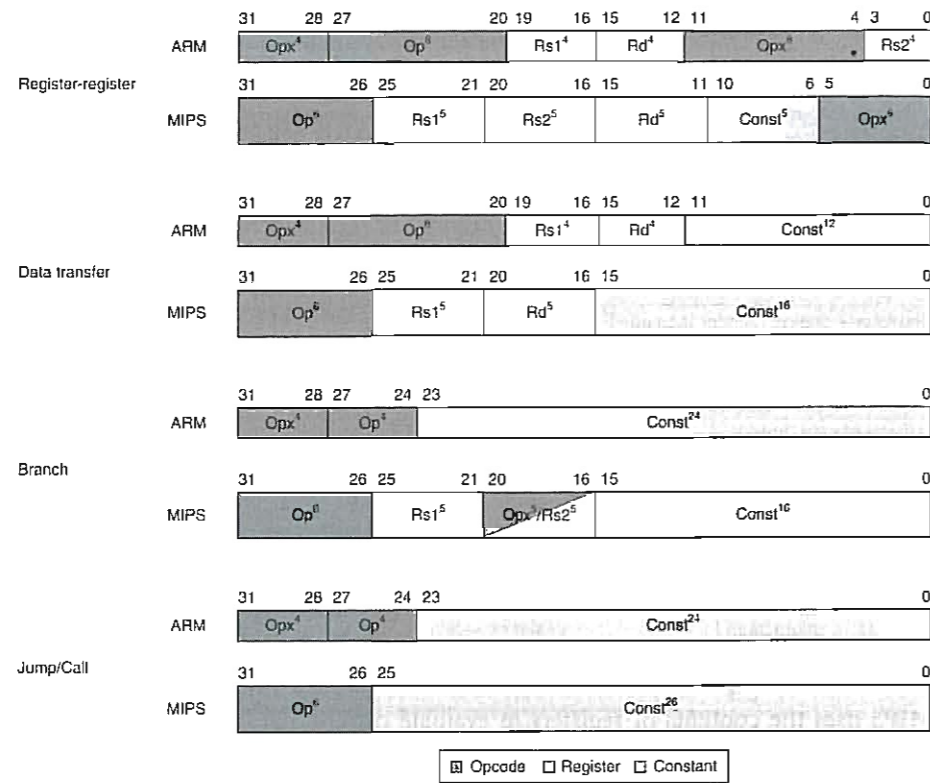 31 28 27 20 19 16 15 12 11 4 3 0
ARM Opx⁴ Op⁸ Rs1⁴ Rd⁴ Opx⁸ Rs2⁴
Register-register
31 26 25 21 20 16 15 11 10 6 5 0
MIPS Op⁶ Rs1⁵ Rs2⁵ Rd⁵ Const⁵ Opx⁶
31 28 27 20 19 16 15 12 11 0
ARM Opx⁴ Op⁸ Rs1⁴ Rd⁴ Const¹²
Data transfer
31 26 25 21 20 16 15 0
MIPS Op⁶ Rs1⁵ Rd⁵ Const¹⁶
31 28 27 24 23 0
ARM Opx⁴ Op⁴ Const²⁴
Branch
31 26 25 21 20 16 15 0
MIPS Op⁶ Rs1⁵ Opx⁵/Rs2⁵ Const¹⁶
31 28 27 24 23 0
ARM Opx⁴ Op⁴ Const²⁴
Jump/Call
31 26 25 0
MIPS Op⁶ Const²⁶
Opcode Register Constant